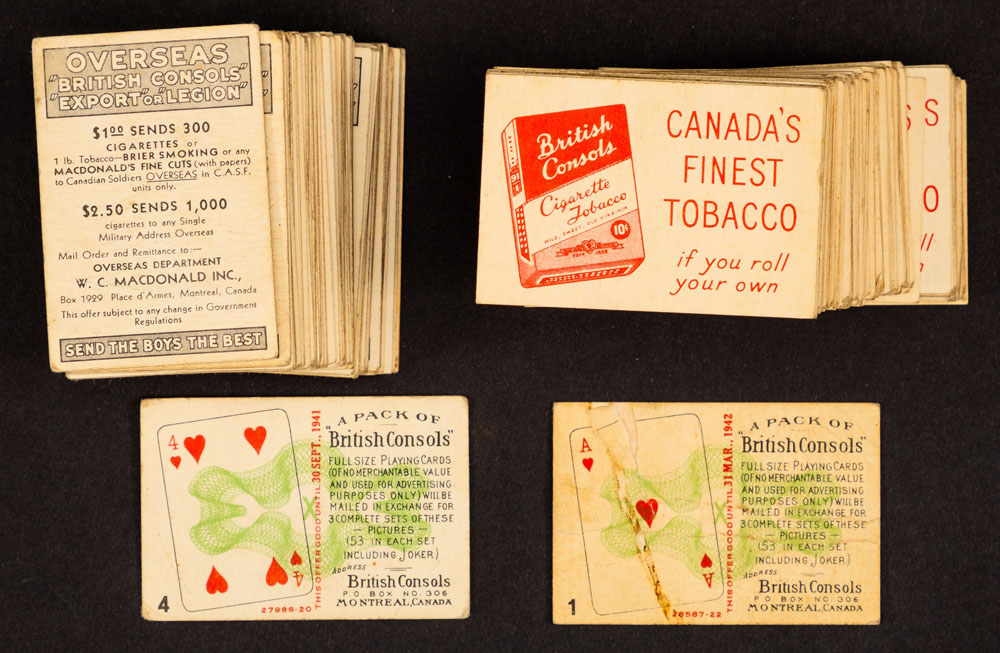 OVERSEAS
"BRITISH CONSOLS"
"EXPORT" OR "LEGION"
$1.00 SENDS 300
CIGARETTES or
1 lb. Tobacco—BRIER SMOKING or any
MACDONALD'S FINE CUTS (with papers)
to Canadian Soldiers OVERSEAS in C.A.S.F.
units only.
$2.50 SENDS 1,000
cigarettes to any Single
Military Address Overseas
Mail Order and Remittance to:—
OVERSEAS DEPARTMENT
W. C. MACDONALD INC.,
Box 1929 Place d'Armes, Montreal, Canada
This offer subject to any change in Government
Regulations
SEND THE BOYS THE BEST
British
Consols
Cigarette
Tobacco
MILD, SWEET, OLD VIRGINIA
10¢
CANADA'S
FINEST
TOBACCO
if you roll
your own
S
O
4
4
4
27986-20
THIS OFFER GOOD UNTIL 30 SEPT., 1941
"A PACK OF
"British Consols"
FULL SIZE PLAYING CARDS
(OF NO MERCHANTABLE VALUE
AND USED FOR ADVERTISING
PURPOSES ONLY) WILL BE
MAILED IN EXCHANGE FOR
3 COMPLETE SETS OF THESE
— PICTURES —
(53 IN EACH SET
INCLUDING JOKER)
ADDRESS
British Consols
P O BOX NO. 306
MONTREAL, CANADA
A
A
1
28587-22
THIS OFFER GOOD UNTIL 31 MAR., 1942
A PACK OF
"British Consols"
FULL SIZE PLAYING CARDS
(OF NO MERCHANTABLE VALUE
AND USED FOR ADVERTISING
PURPOSES ONLY) WILL BE
MAILED IN EXCHANGE FOR
3 COMPLETE SETS OF THESE
— PICTURES —
(53 IN EACH SET
INCLUDING JOKER)
ADDRESS
British Consols
P O BOX NO. 306
MONTREAL, CANADA